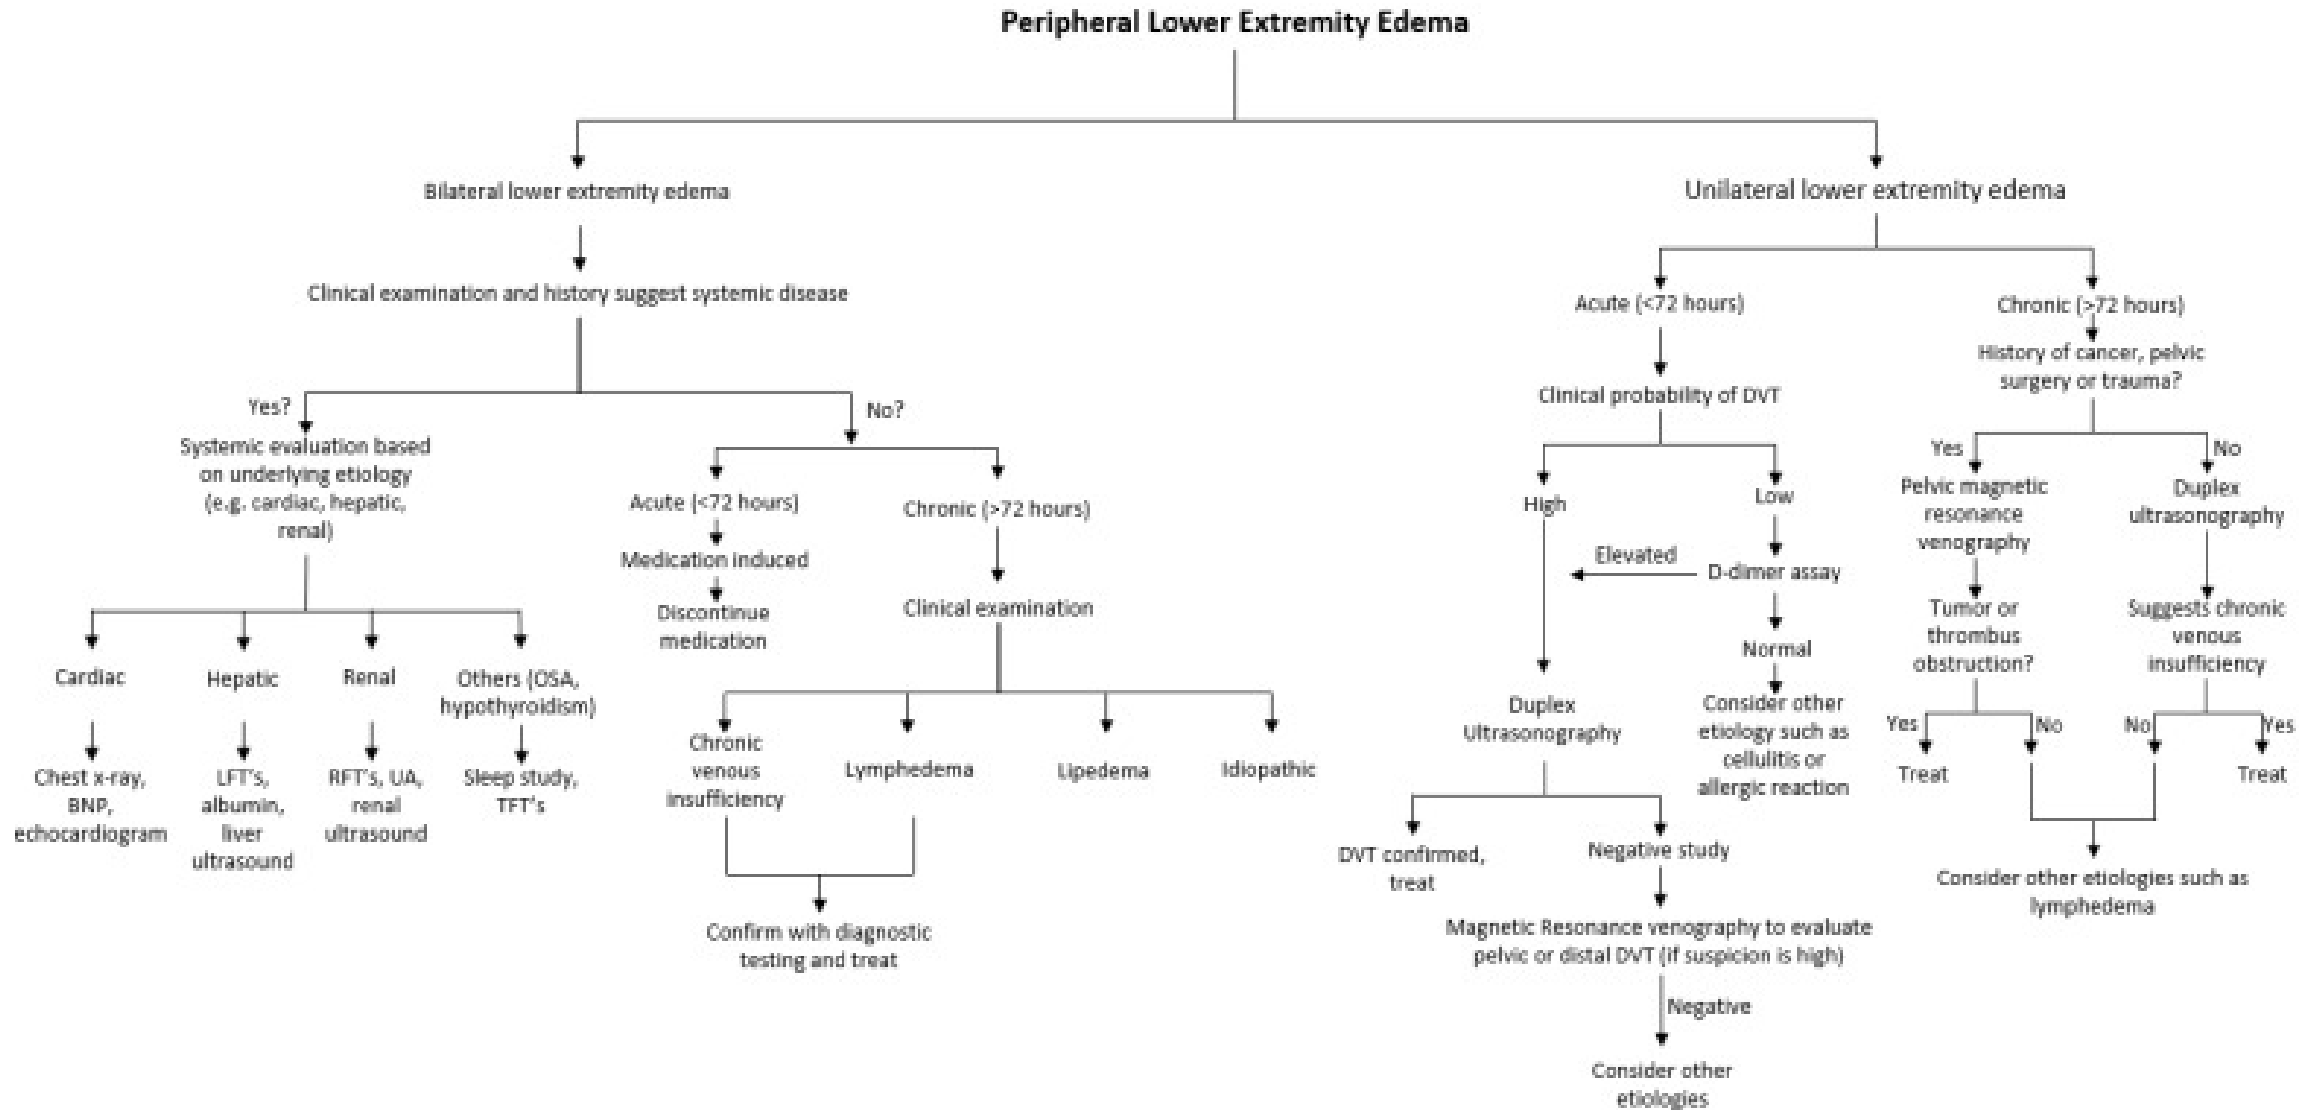 Peripheral Lower Extremity Edema
Bilateral lower extremity edema
Clinical examination and history suggest systemic disease
Yes?
Systemic evaluation based
on underlying etiology
(e.g. cardiac, hepatic,
renal)
Cardiac
Chest x-ray,
BNP,
echocardiogram
Hepatic
LFT's,
albumin,
liver
ultrasound
Renal
RFT's, UA,
renal
ultrasound
Others (OSA,
hypothyroidism)
Sleep study,
TFT's
No?
Acute (<72 hours)
Medication induced
Discontinue
medication
Chronic (>72 hours)
Clinical examination
Chronic
venous
insufficiency
Lymphedema
Lipedema
Idiopathic
Confirm with diagnostic
testing and treat
Unilateral lower extremity edema
Acute (<72 hours)
Clinical probability of DVT
High
Low
Elevated
D-dimer assay
Normal
Consider other
etiology such as
cellulitis or
allergic reaction
Duplex
Ultrasonography
DVT confirmed,
treat
Negative study
Magnetic Resonance venography to evaluate
pelvic or distal DVT (if suspicion is high)
Negative
Consider other
etiologies
Chronic (>72 hours)
History of cancer, pelvic
surgery or trauma?
Yes
Pelvic magnetic
resonance
venography
Tumor or
thrombus
obstruction?
Yes
Treat
No
No
Duplex
ultrasonography
Suggests chronic
venous
insufficiency
No
Yes
Treat
Consider other etiologies such as
lymphedema